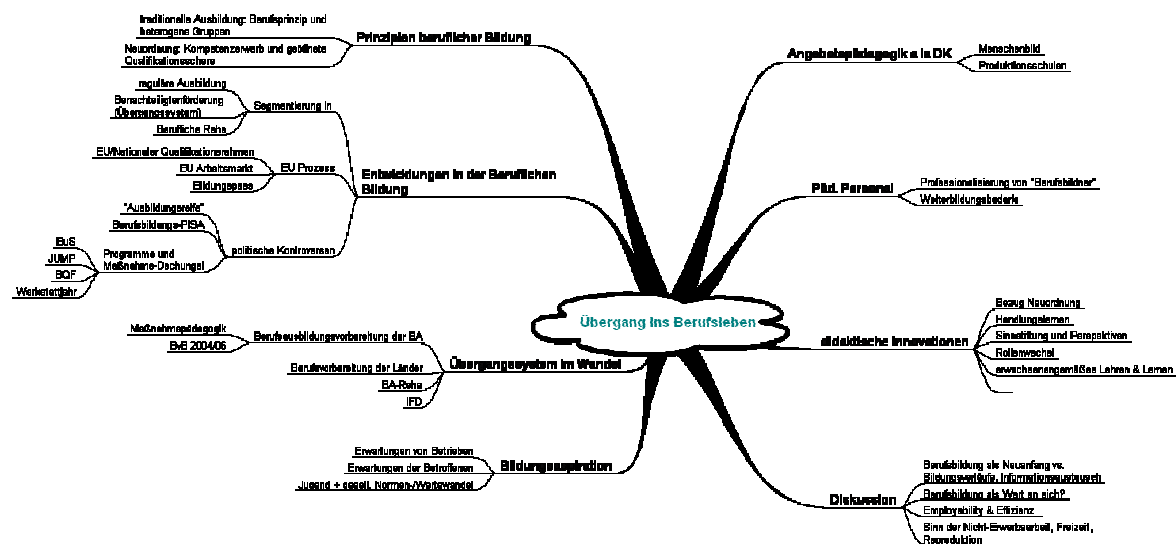 traditionelle Ausbildung: Berufsprinzip und
heterogene Gruppen
Neuordnung: Kompetenzerwerb und geöffnete
Qualifikationsschere
Prinzipien beruflicher Bildung
reguläre Ausbildung
Benachteiligtenförderung
(Übergangssystem)
Berufliche Reha
Segmentierung in
EU/Nationaler Qualifikationsrahmen
EU Arbeitsmarkt
Bildungspass
EU Prozess
"Ausbildungsreife"
Berufsbildungs-PISA
BuS
JUMP
BQF
Werkstattjahr
Programme und
Maßnahme-Dschungel
politische Kontroversen
Entwicklungen in der Beruflichen
Bildung
Maßnahmepädagogik
BvB 2004/06
Berufsausbildungsvorbereitung der BA
Berufsvorbereitung der Länder
BA-Reha
IFD
Übergangssystem im Wandel
Erwartungen von Betrieben
Erwartungen der Betroffenen
Jugend + gesell. Normen-/Wertewandel
Bildungsaspiration
Übergang ins Berufsleben
Angebotspädagogik a la DK
Menschenbild
Produktionsschulen
Päd. Personal
Professionalisierung von "Berufsbildner"
Weiterbildungsbedarfe
didaktische Innovationen
Bezug Neuordnung
Handlungslernen
Sinnstiftung und Perspektiven
Rollenwechsel
erwachsenengemäßes Lehren & Lernen
Diskussion
Berufsbildung als Neuanfang vs.
Bildungsverläufe, Informationsaustausch
Berufsbildung als Wert an sich?
Employability & Effizienz
Sinn der Nicht-Erwerbsarbeit, Freizeit,
Reproduktion